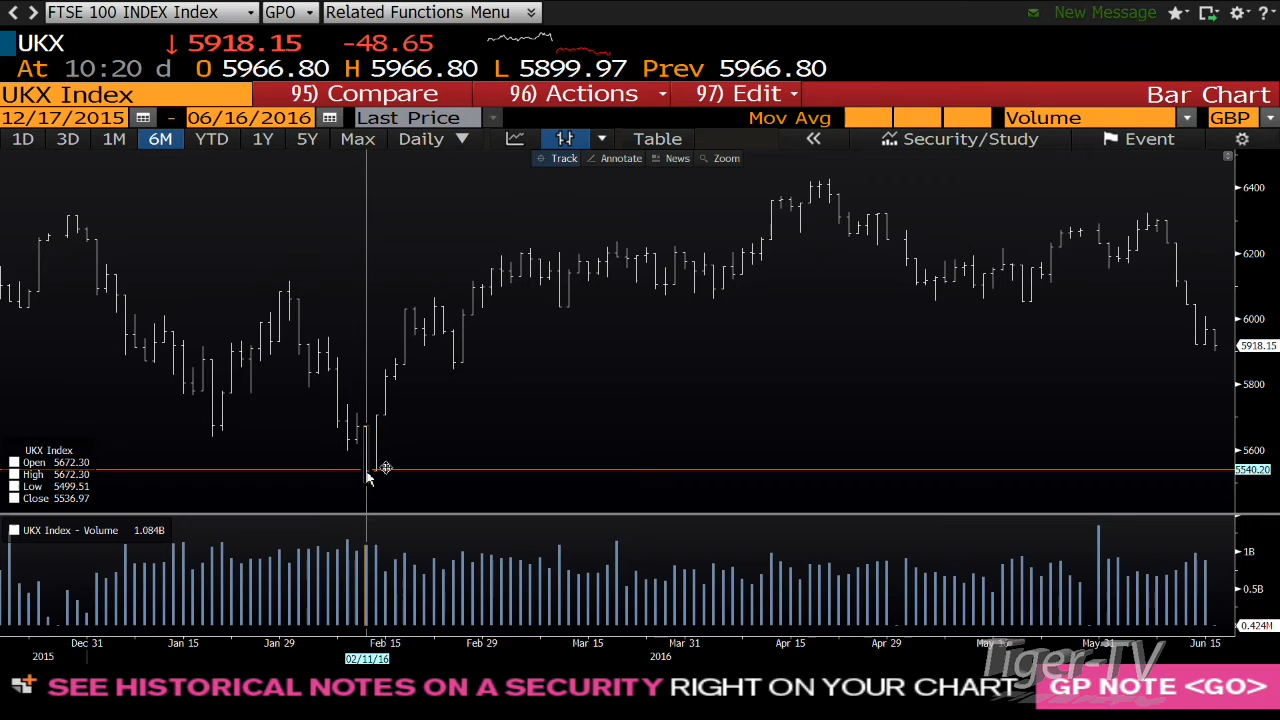 FTSE 100 INDEX Index GPO Related Functions Menu New Message
UKX ↓ 5918.15 -48.65
At 10:20 d O 5966.80 H 5966.80 L 5899.97 Prev 5966.80
UKX Index 95) Compare 96) Actions 97) Edit Bar Chart
12/17/2015 - 06/16/2016 Last Price Mov Avg Volume GBP
1D 3D 1M 6M YTD 1Y 5Y Max Daily Table Security/Study Event
Track Annotate News Zoom
6400
6200
6000
5918.15
5800
5600
5540.20
UKX Index
Open 5672.30
High 5672.30
Low 5499.51
Close 5536.97
UKX Index - Volume 1.084B
1B
0.5B
0.424M
Dec 31 Jan 15 Jan 29 Feb 15 Feb 29 Mar 15 Mar 31 Apr 15 Apr 29 May 31 Jun 15
2015 02/11/16 2016
Tiger-TV
SEE HISTORICAL NOTES ON A SECURITY RIGHT ON YOUR CHART GP NOTE <GO>